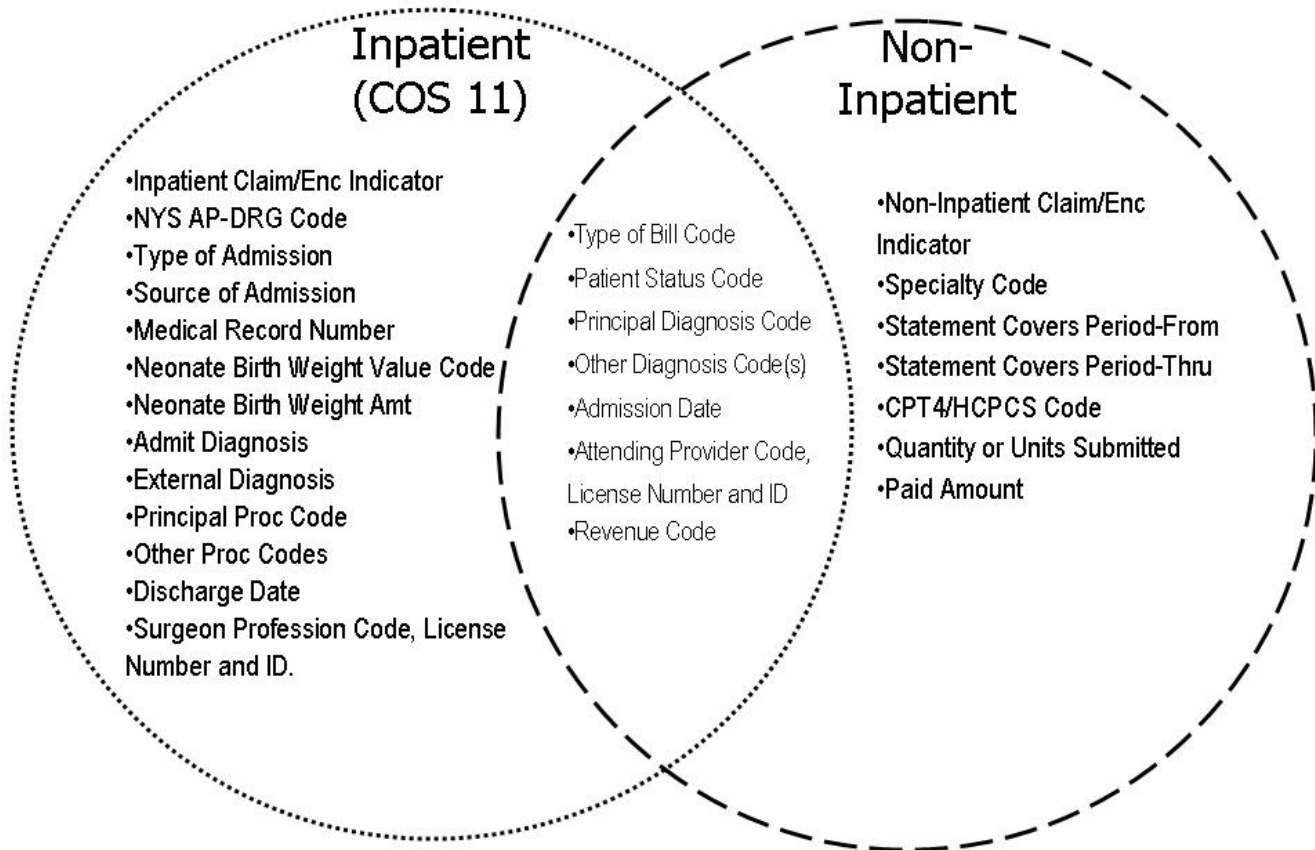 Inpatient
(COS 11)
•Inpatient Claim/Enc Indicator
•NYS AP-DRG Code
•Type of Admission
•Source of Admission
•Medical Record Number
•Neonate Birth Weight Value Code
•Neonate Birth Weight Amt
•Admit Diagnosis
•External Diagnosis
•Principal Proc Code
•Other Proc Codes
•Discharge Date
•Surgeon Profession Code, License
Number and ID.
•Type of Bill Code
•Patient Status Code
•Principal Diagnosis Code
•Other Diagnosis Code(s)
•Admission Date
•Attending Provider Code,
License Number and ID
•Revenue Code
Non-
Inpatient
•Non-Inpatient Claim/Enc
Indicator
•Specialty Code
•Statement Covers Period-From
•Statement Covers Period-Thru
•CPT4/HCPCS Code
•Quantity or Units Submitted
•Paid Amount